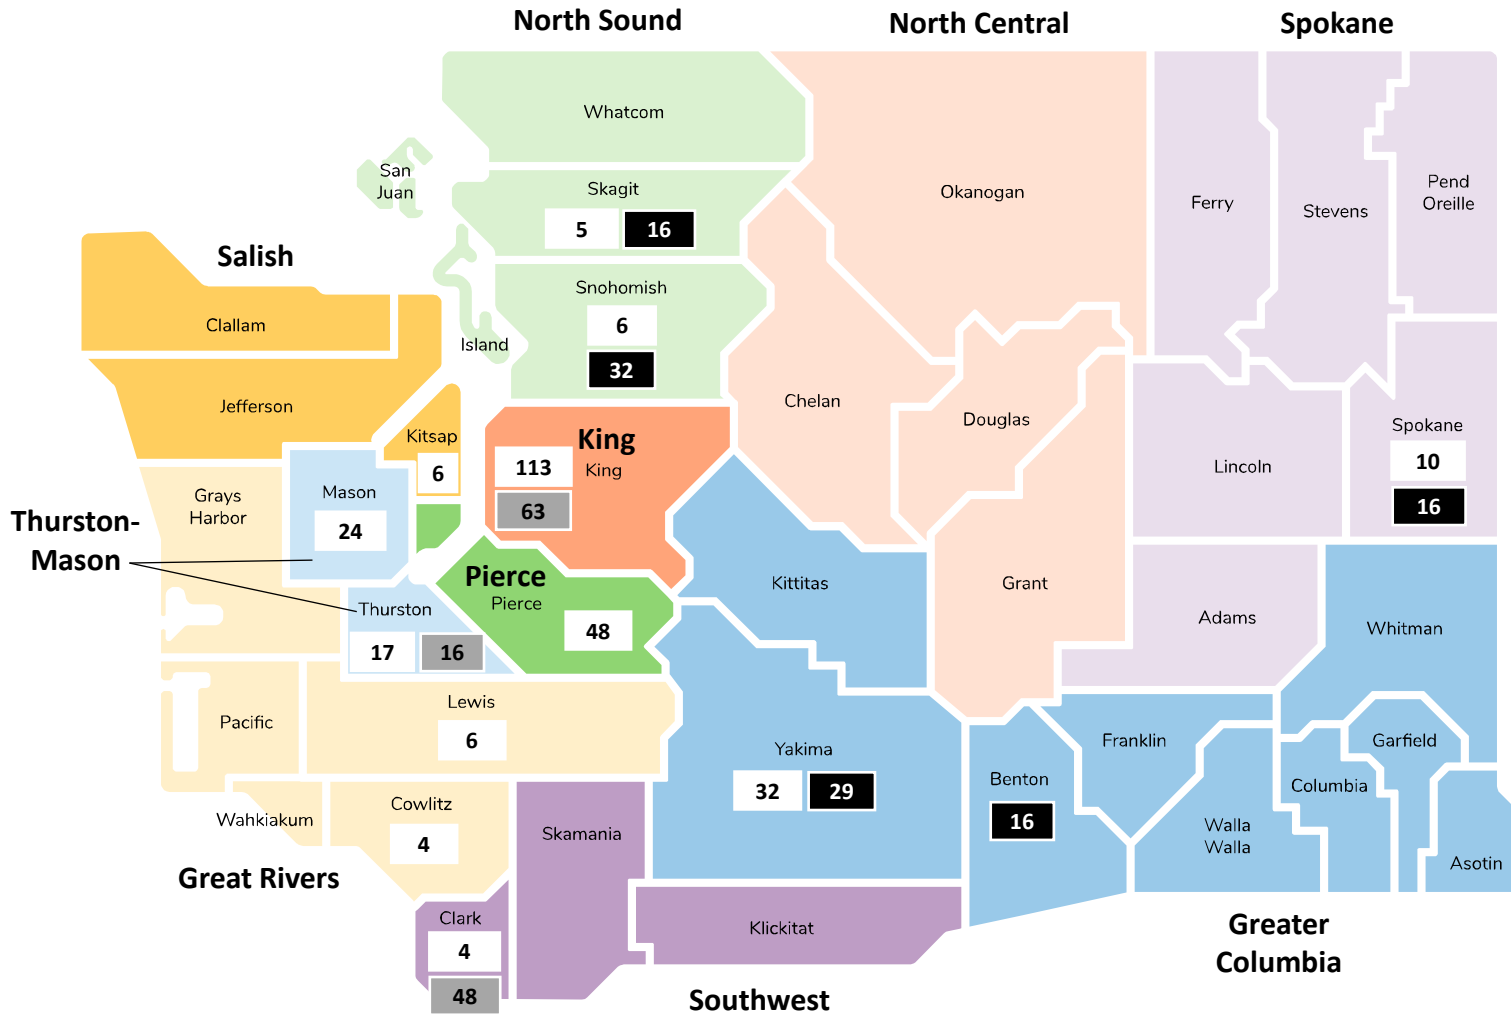 North Sound
North Central
Spokane
Whatcom
San
Juan
Skagit
5
16
Okanogan
Ferry
Stevens
Pend
Oreille
Salish
Clallam
Snohomish
6
32
Island
Jefferson
Kitsap
6
Chelan
Douglas
Lincoln
Spokane
10
16
King
King
113
63
Grays
Harbor
Mason
24
Thurston-
Mason
Pierce
Pierce
48
Thurston
17
16
Kittitas
Grant
Adams
Whitman
Pacific
Lewis
6
Yakima
32
29
Benton
16
Franklin
Garfield
Columbia
Walla
Walla
Asotin
Wahkiakum
Cowlitz
4
Skamania
Great Rivers
Clark
4
48
Klickitat
Southwest
Greater
Columbia